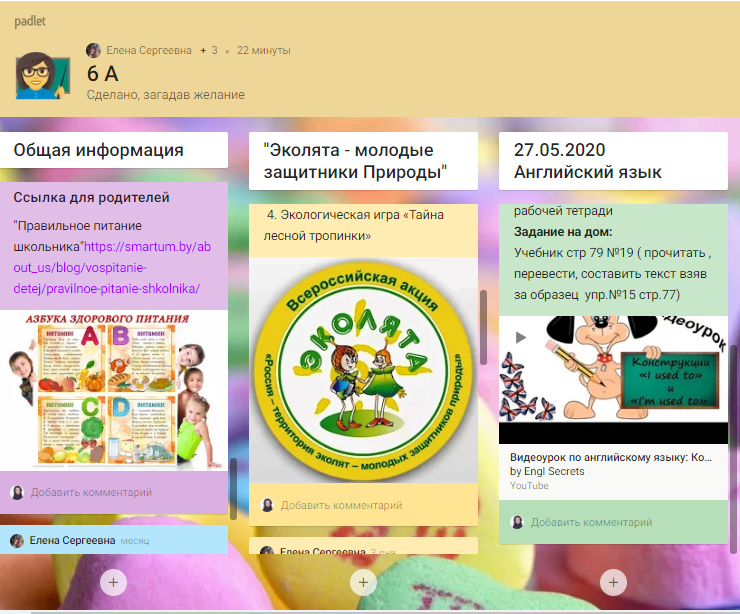 padlet
Елена Сергеевна + 3 • 22 минуты
6 А
Сделано, загадав желание
Общая информация
Ссылка для родителей
"Правильное питание
школьника"https://smartum.by/ab
out_us/blog/vospitanie-
detej/pravilnoe-pitanie-shkolnika/
АЗБУКА ЗДОРОВОГО ПИТАНИЯ
ВИТАМИН A
ВИТАМИН B
ВИТАМИН C
ВИТАМИН D
Добавить комментарий
Елена Сергеевна месяц
"Эколята - молодые
защитники Природы"
4. Экологическая игра «Тайна
лесной тропинки»
Всероссийская акция
ЭКОЛЯТА
«Россия – территория эколят – молодых защитников природы»
Добавить комментарий
Елена Сергеевна 3 дня
27.05.2020
Английский язык
рабочей тетради
Задание на дом:
Учебник стр 79 №19 ( прочитать ,
перевести, составить текст взяв
за образец упр.№15 стр.77)
деоурок
Конструкции
«I used to»
и
«I'm used to»
Видеоурок по английскому языку: Ко...
by Engl Secrets
YouTube
Добавить комментарий